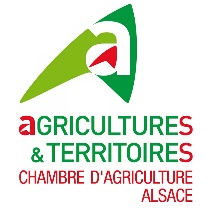 a
aGRICULTURES
& TERRITOIRES
CHAMBRE D'AGRICULTURE
ALSACE